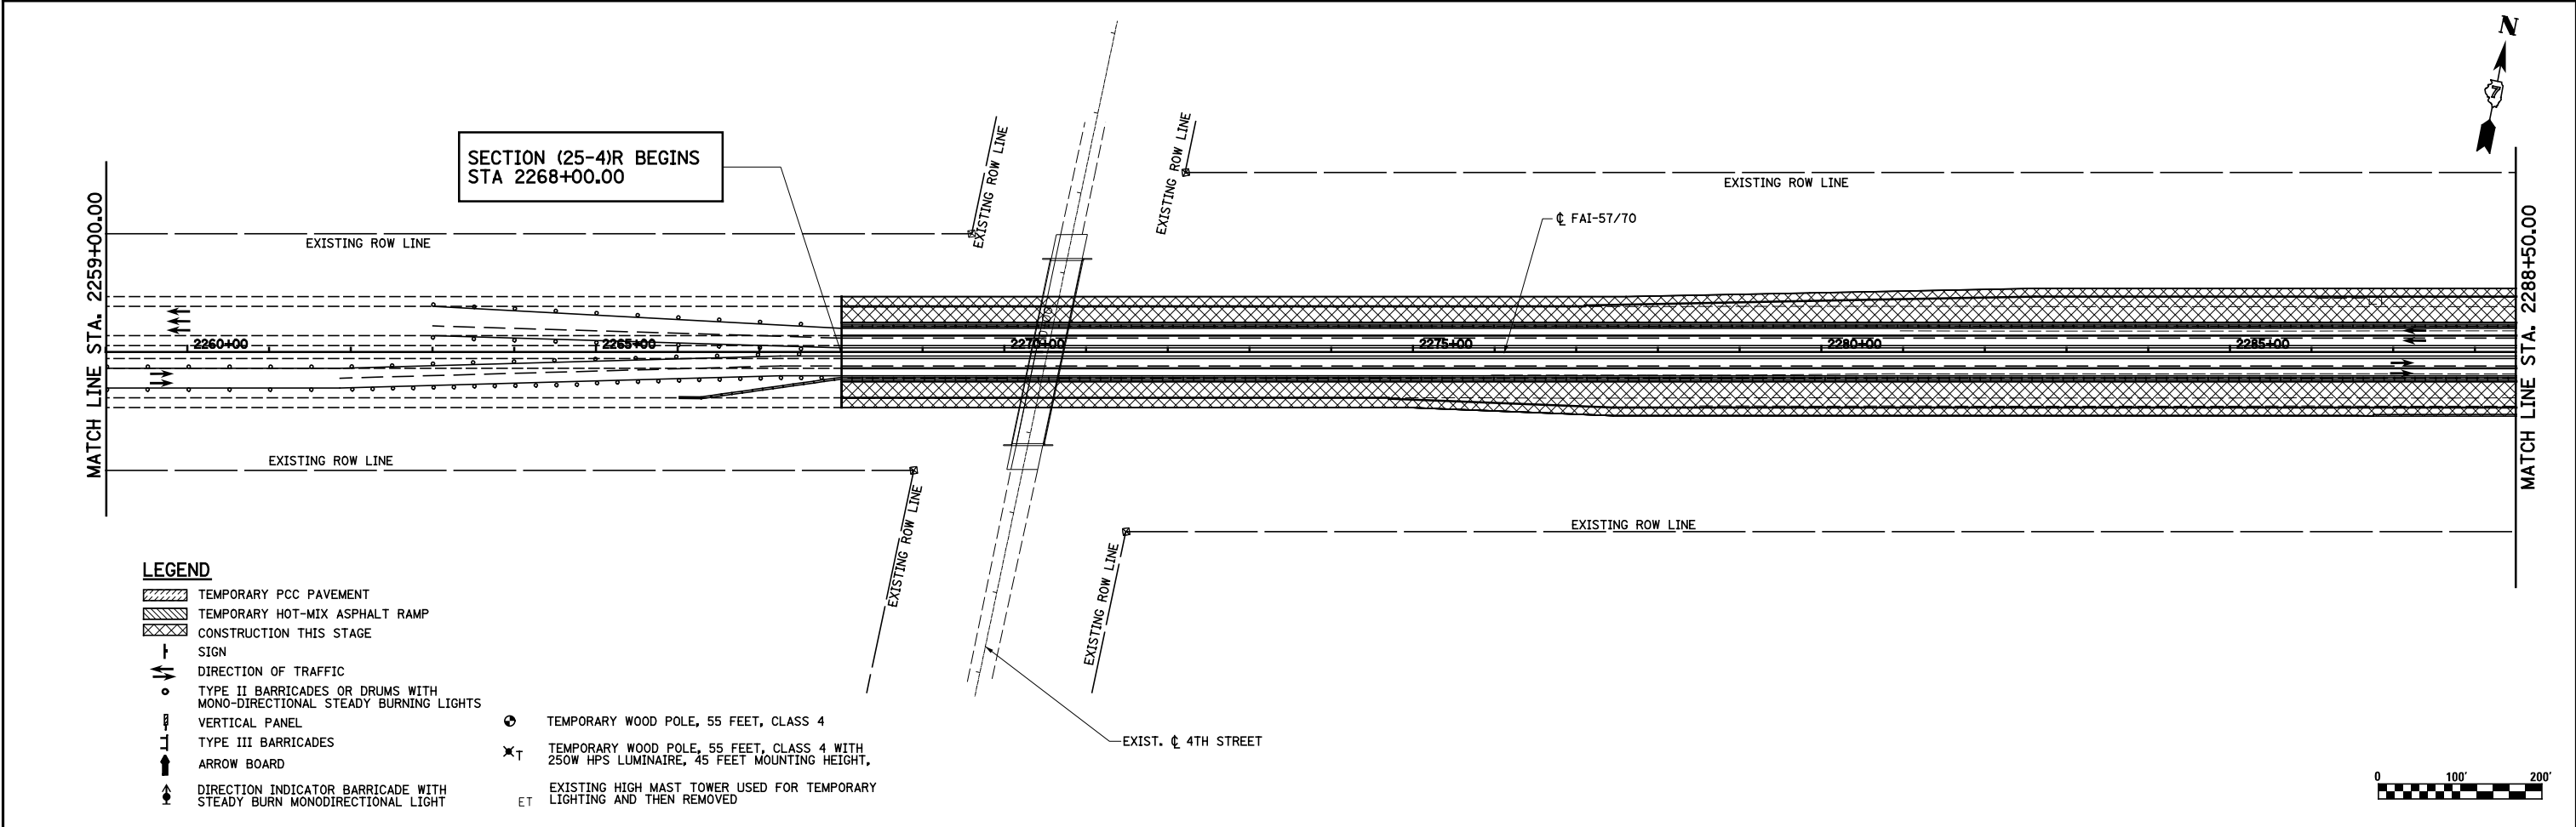 N
7
SECTION (25-4)R BEGINS
STA 2268+00.00
MATCH LINE STA. 2259+00.00
EXISTING ROW LINE
EXISTING ROW LINE
EXISTING ROW LINE
EXISTING ROW LINE
℄ FAI-57/70
MATCH LINE STA. 2288+50.00
ET
2260+00
2265+00
2270+00
2275+00
2280+00
2285+00
EXISTING ROW LINE
EXISTING ROW LINE
EXISTING ROW LINE
EXISTING ROW LINE
EXIST. ℄ 4TH STREET
LEGEND
TEMPORARY PCC PAVEMENT
TEMPORARY HOT-MIX ASPHALT RAMP
CONSTRUCTION THIS STAGE
SIGN
DIRECTION OF TRAFFIC
TYPE II BARRICADES OR DRUMS WITH
MONO-DIRECTIONAL STEADY BURNING LIGHTS
VERTICAL PANEL
TYPE III BARRICADES
ARROW BOARD
DIRECTION INDICATOR BARRICADE WITH
STEADY BURN MONODIRECTIONAL LIGHT
TEMPORARY WOOD POLE, 55 FEET, CLASS 4
T
TEMPORARY WOOD POLE, 55 FEET, CLASS 4 WITH
250W HPS LUMINAIRE, 45 FEET MOUNTING HEIGHT,
ET
EXISTING HIGH MAST TOWER USED FOR TEMPORARY
LIGHTING AND THEN REMOVED
0 100' 200'